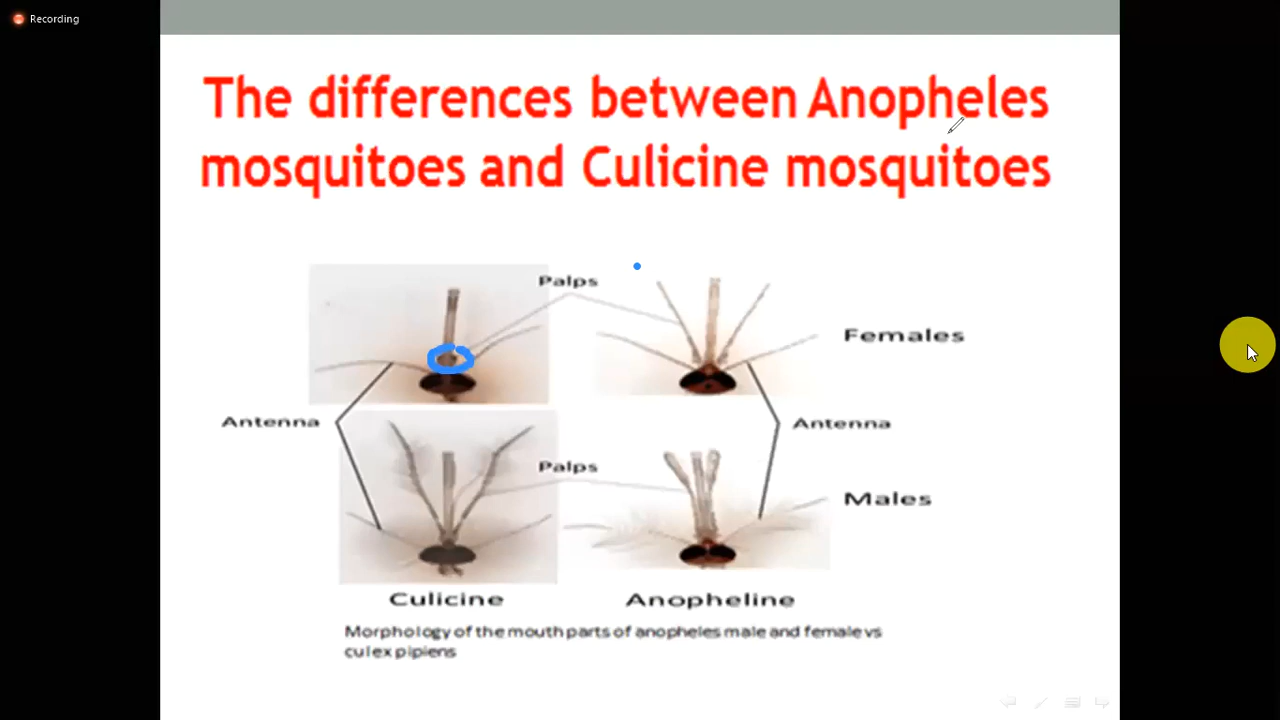 Recording
The differences between Anopheles
mosquitoes and Culicine mosquitoes
Palps
Females
Antenna
Antenna
Palps
Males
Culicine
Anopheline
Morphology of the mouth parts of anopheles male and female vs
culex pipiens